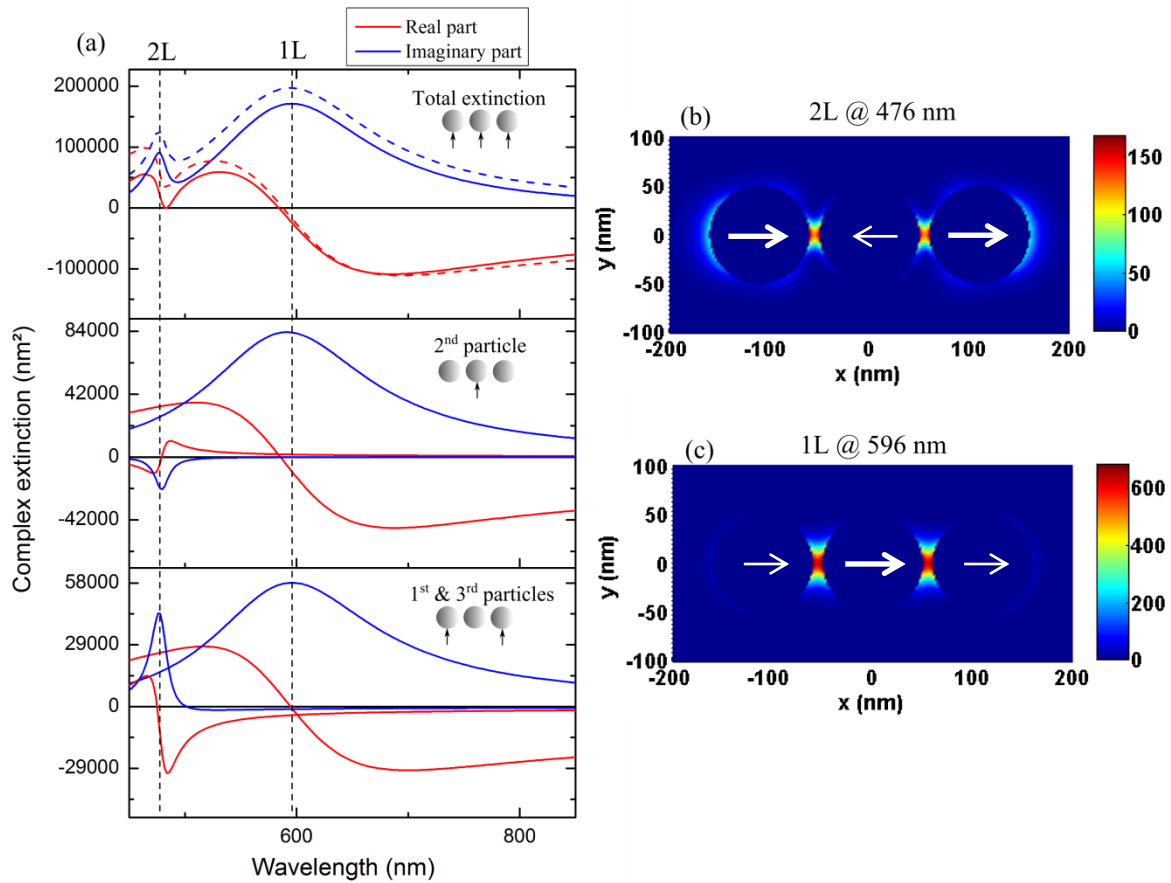 (a)
Real part
Imaginary part
2L
1L
Complex extinction (nm²)
200000
100000
0
-100000
Total extinction
84000
42000
0
-42000
2nd particle
58000
29000
0
-29000
1st & 3rd particles
600
800
Wavelength (nm)
(b)
2L @ 476 nm
100
50
0
-50
-100
y (nm)
-200
-100
0
100
200
x (nm)
150
100
50
0
(c)
1L @ 596 nm
100
50
0
-50
-100
y (nm)
-200
-100
0
100
200
x (nm)
600
400
200
0